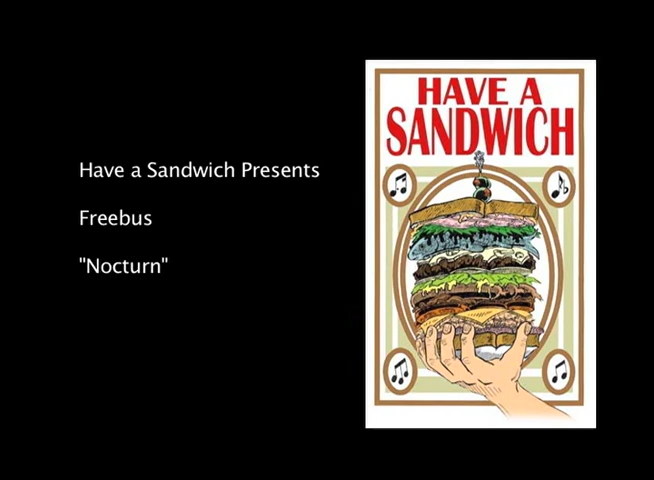 Have a Sandwich Presents
Freebus
"Nocturn"
HAVE A
SANDWICH